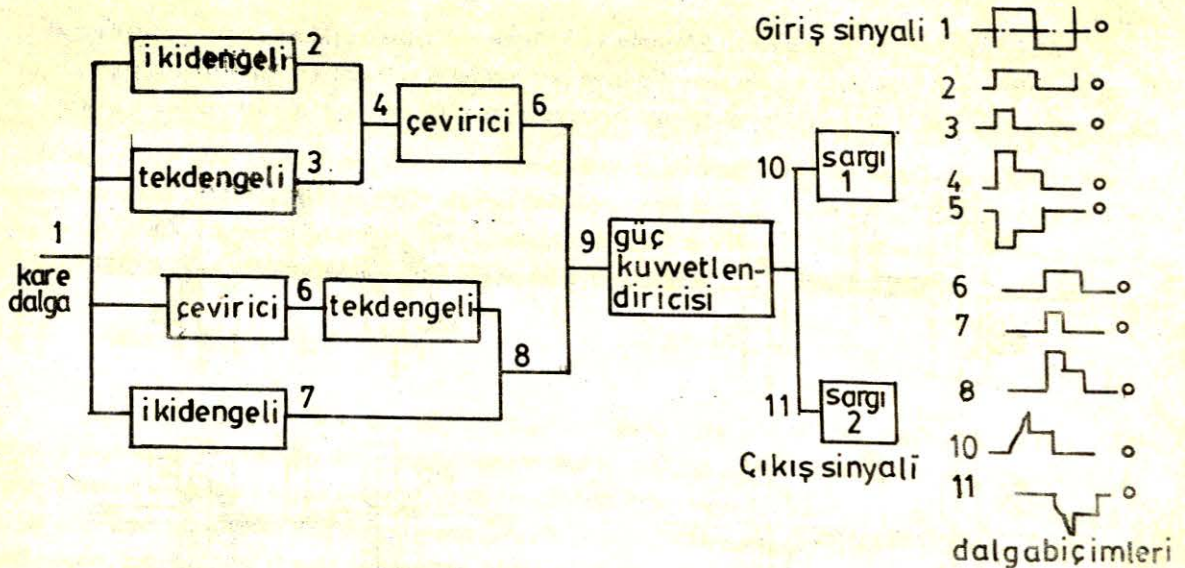 ikidengeli
2
tekdengeli
3
4
çevirici
6
1
kare
dalga
çevirici
6
tekdengeli
8
ikidengeli
7
9
güç
kuvvetlen-
diricisi
10
sargı
1
11
sargı
2
Çıkış sinyali
Giriş sinyali 1
2
3
4
5
6
7
8
10
11
dalgabiçimleri